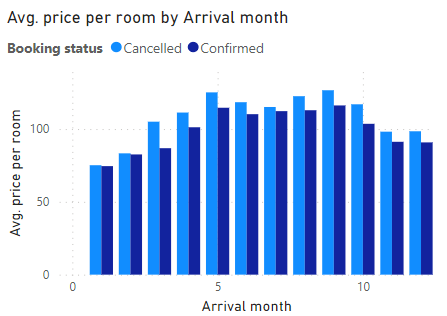 Avg. price per room by Arrival month
Booking status Cancelled Confirmed
Avg. price per room
100
50
0
0 5 10
Arrival month